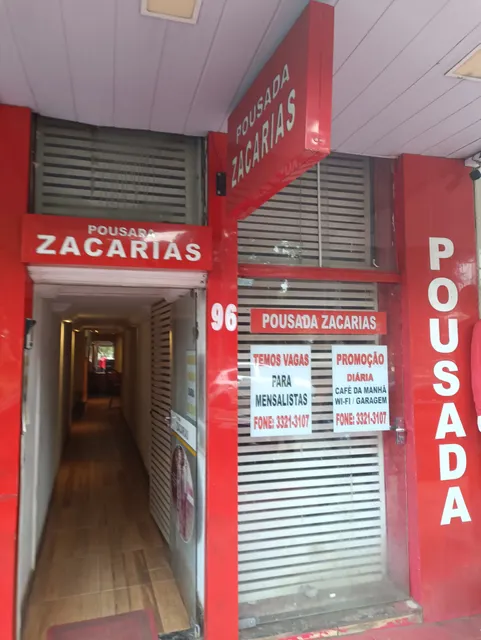 POUSADA
ZACARIAS
POUSADA
ZACARIAS
96
POUSADA ZACARIAS
TEMOS VAGAS
PARA
MENSALISTAS
FONE: 3321-3107
PROMOÇÃO
DIÁRIA
CAFÉ DA MANHÃ
WI-FI / GARAGEM
FONE: 3321-3107
POUSADA